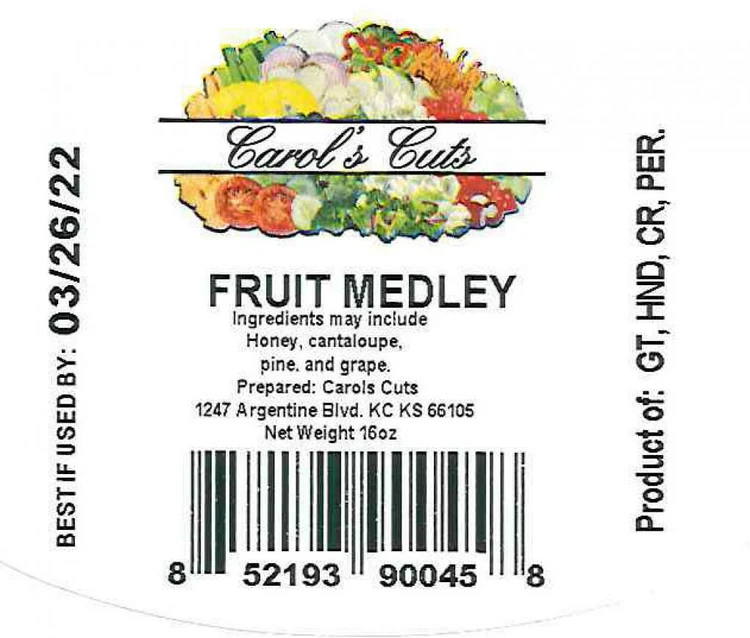 Carol's Cuts
FRUIT MEDLEY
Ingredients may include
Honey, cantaloupe,
pine. and grape.
Prepared: Carols Cuts
1247 Argentine Blvd. KC KS 66105
Net Weight 16oz
8 52193 90045 8
BEST IF USED BY: 03/26/22
Product of: GT, HND, CR, PER.